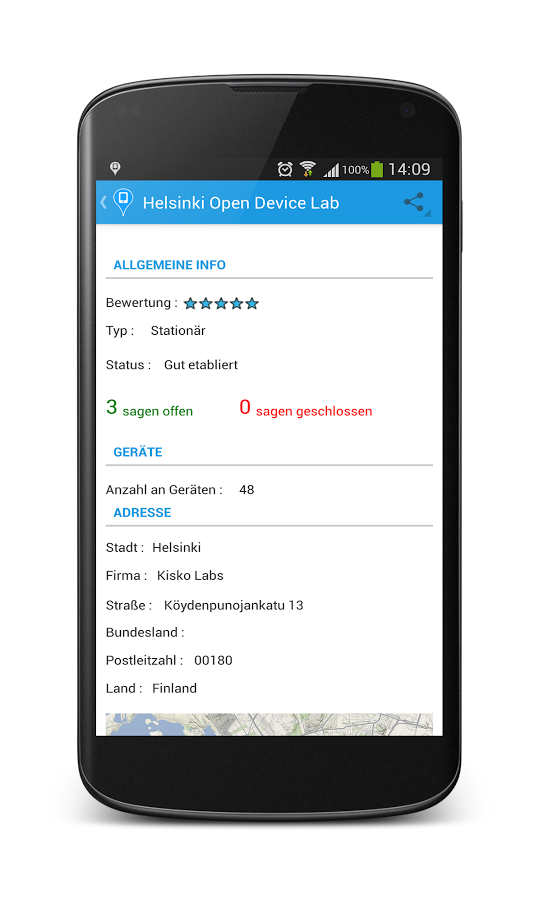 100% 14:09
Helsinki Open Device Lab
ALLGEMEINE INFO
Bewertung :
Typ : Stationär
Status : Gut etabliert
3 sagen offen 0 sagen geschlossen
GERÄTE
Anzahl an Geräten : 48
ADRESSE
Stadt : Helsinki
Firma : Kisko Labs
Straße : Köydenpunojankatu 13
Bundesland :
Postleitzahl : 00180
Land : Finland